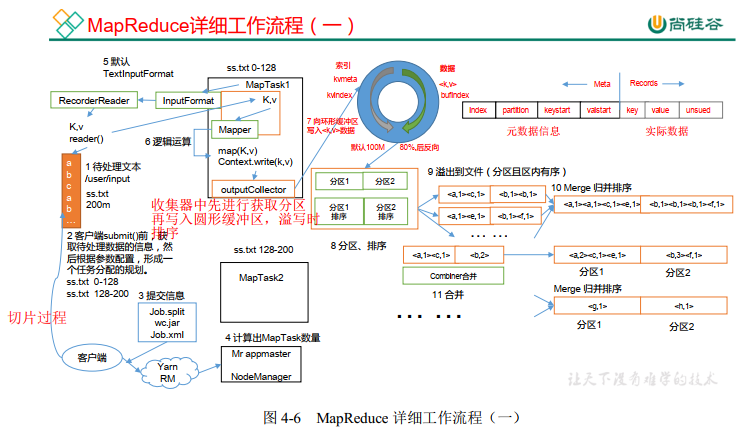 MapReduce详细工作流程（一）
尚硅谷
5 默认
TextInputFormat
ss.txt 0-128
MapTask1
RecorderReader
InputFormat
K,v
K,v
reader()
Mapper
6 逻辑运算
map(K,v)
Context.write(k,v)
outputCollector
1 待处理文本
/user/input
ss.txt
200m
a
b
c
a
b
...
收集器中先进行获取分区
再写入圆形缓冲区，溢写时
排序
2 客户端submit()前，获
取待处理数据的信息，然
后根据参数配置，形成一
个任务分配的规划。
ss.txt 0-128
ss.txt 128-200
切片过程
3 提交信息
Job.split
wc.jar
Job.xml
客户端
Yarn
RM
4 计算出MapTask数量
Mr appmaster
NodeManager
ss.txt 128-200
MapTask2
索引
kvmeta
kvindex
数据
<k,v>
bufindex
7 向环形缓冲区
写入<k,v>数据
默认100M
80%,后反向
Meta
Records
index
partition
keystart
valstart
key
value
unsued
元数据信息
实际数据
分区1
分区2
分区1
排序
分区2
排序
8 分区、排序
9 溢出到文件（分区且区内有序）
<a,1><c,1>
<b,1><b,1>
<a,1><e,1>
<b,1><f,1>
... ...
10 Merge 归并排序
<a,1><a,1><c,1><e,1>
<b,1><b,1><b,1><f,1>
<a,1><c,1>
<b,2>
Combiner合并
11 合并
<a,2><c,1><e,1>
<b,3><f,1>
分区1
分区2
Merge 归并排序
<g,1>
<h,1>
分区1
分区2
... ...
让天下没有难学的技术
图 4-6 MapReduce 详细工作流程（一）